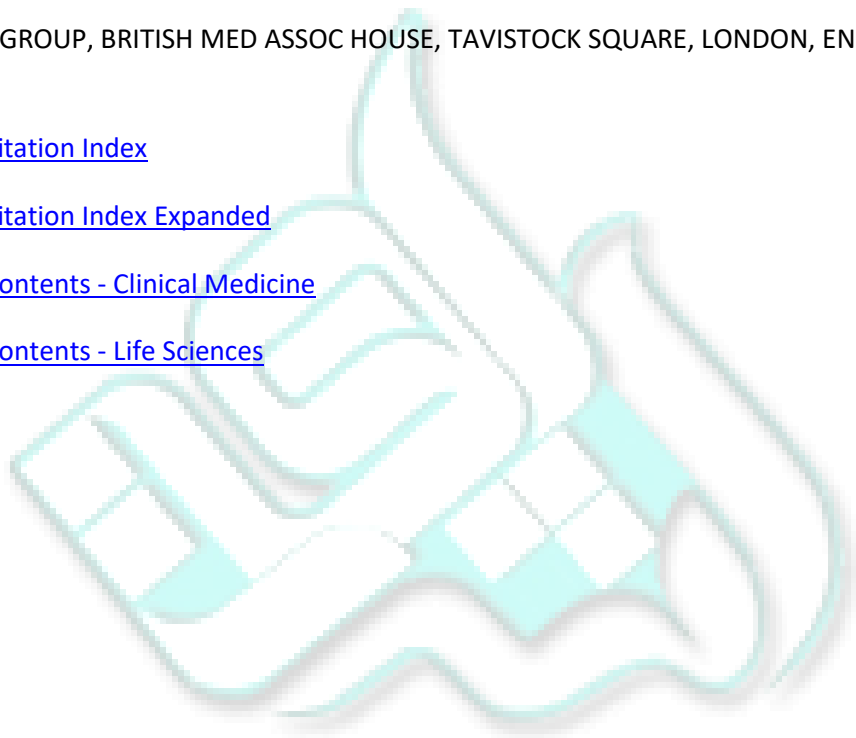 GROUP, BRITISH MED ASSOC HOUSE, TAVISTOCK SQUARE, LONDON, EN
itation Index
itation Index Expanded
ontents - Clinical Medicine
ontents - Life Sciences